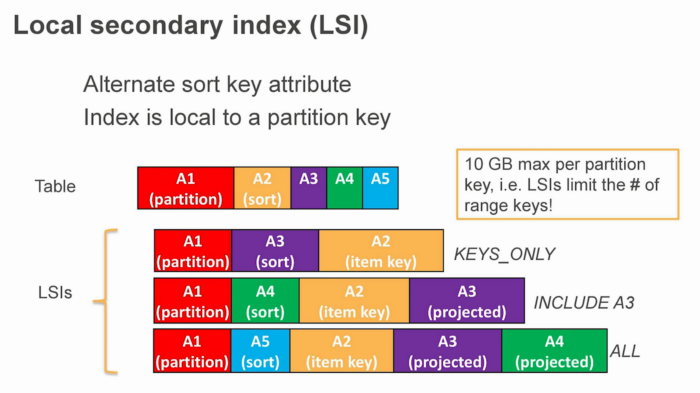 Local secondary index (LSI)
Alternate sort key attribute
Index is local to a partition key
10 GB max per partition
key, i.e. LSIs limit the # of
range keys!
Table
A1 A2 A3 A4 A5
(partition) (sort)
LSIs
A1 A3 A2
(partition) (sort) (item key) KEYS_ONLY
A1 A4 A2 A3
(partition) (sort) (item key) (projected) INCLUDE A3
A1 A5 A2 A3 A4
(partition) (sort) (item key) (projected) (projected) ALL